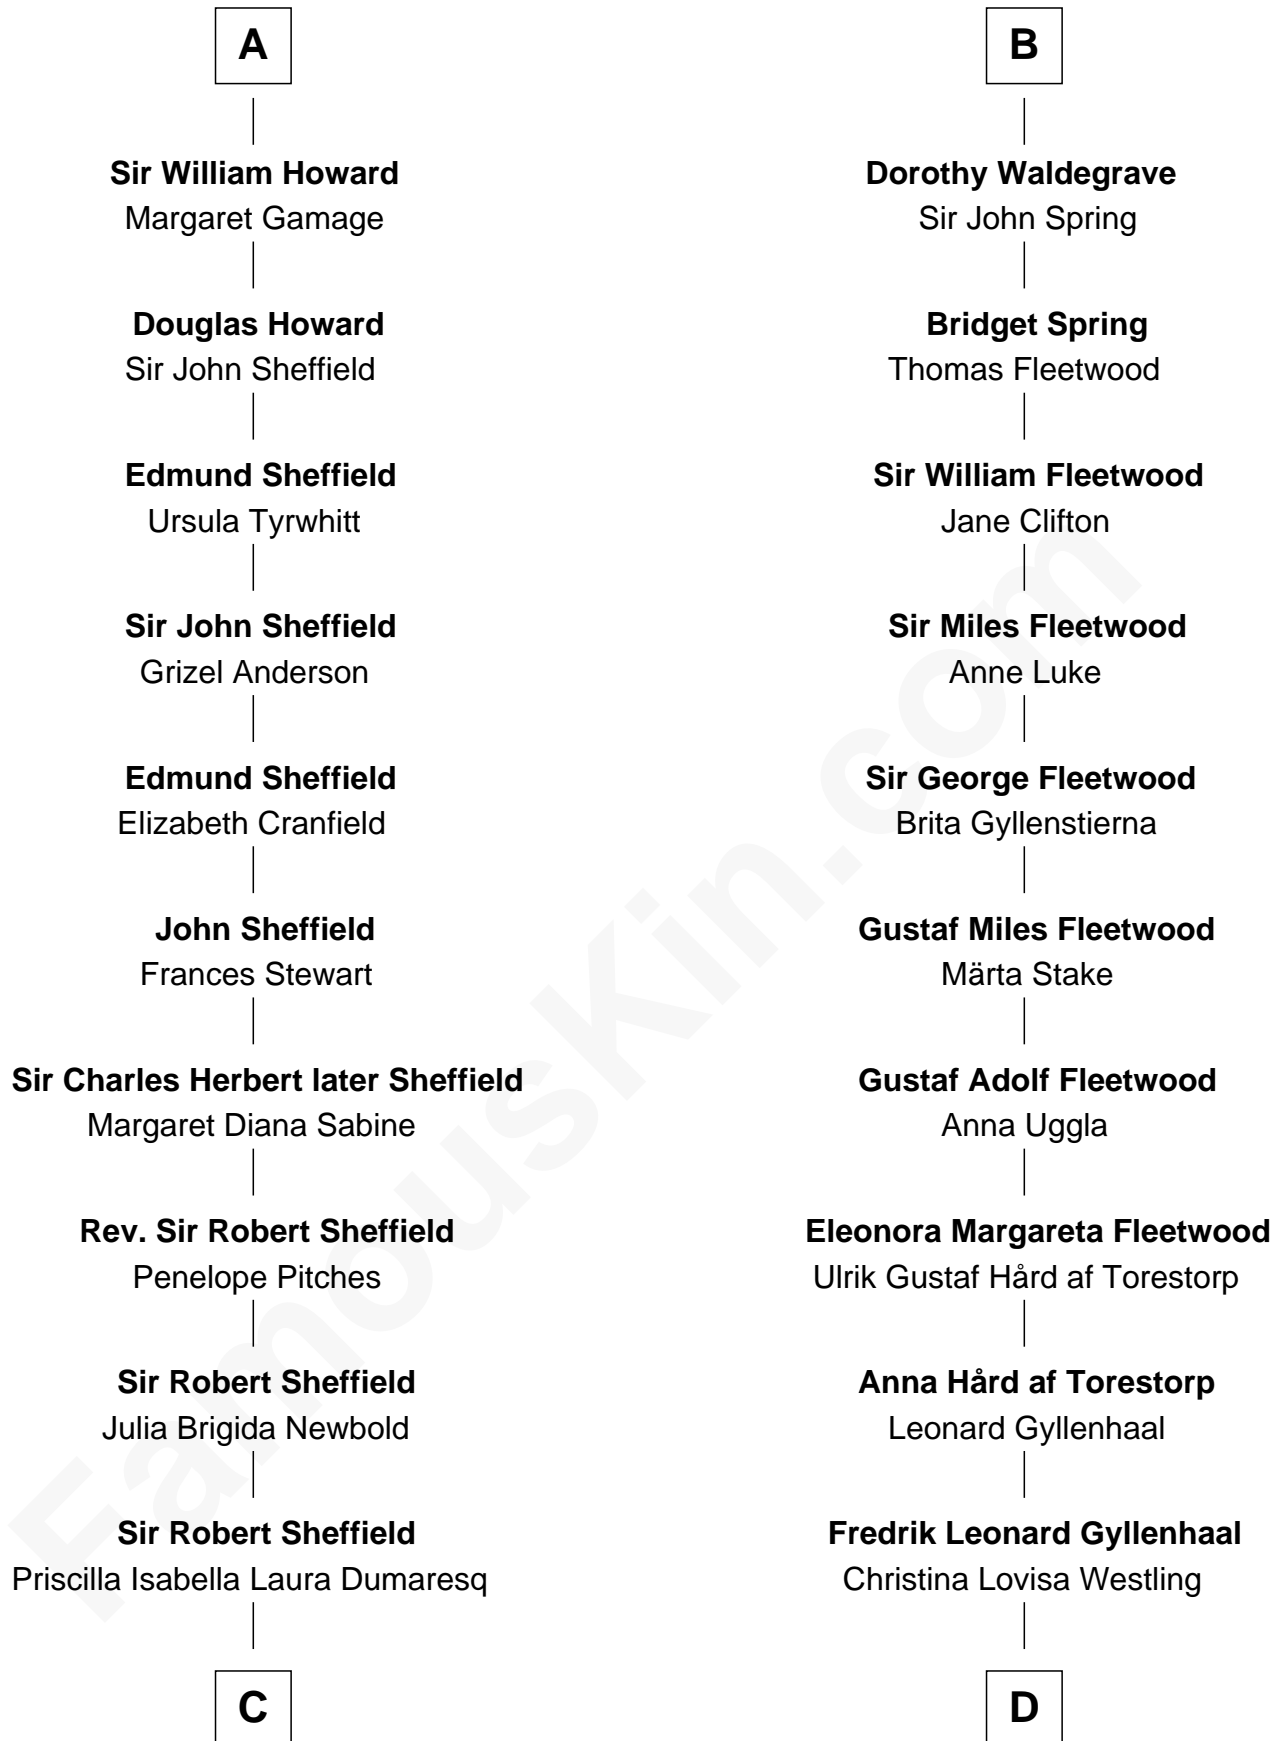 A
Sir William Howard
Margaret Gamage
Douglas Howard
Sir John Sheffield
Edmund Sheffield
Ursula Tyrwhitt
Sir John Sheffield
Grizel Anderson
Edmund Sheffield
Elizabeth Cranfield
John Sheffield
Frances Stewart
Sir Charles Herbert later Sheffield
Margaret Diana Sabine
Rev. Sir Robert Sheffield
Penelope Pitches
Sir Robert Sheffield
Julia Brigida Newbold
Sir Robert Sheffield
Priscilla Isabella Laura Dumaresq
C
B
Dorothy Waldegrave
Sir John Spring
Bridget Spring
Thomas Fleetwood
Sir William Fleetwood
Jane Clifton
Sir Miles Fleetwood
Anne Luke
Sir George Fleetwood
Brita Gyllenstierna
Gustaf Miles Fleetwood
Märta Stake
Gustaf Adolf Fleetwood
Anna Uggla
Eleonora Margareta Fleetwood
Ulrik Gustaf Hård af Torestorp
Anna Hård af Torestorp
Leonard Gyllenhaal
Fredrik Leonard Gyllenhaal
Christina Lovisa Westling
D
FamousKin.com